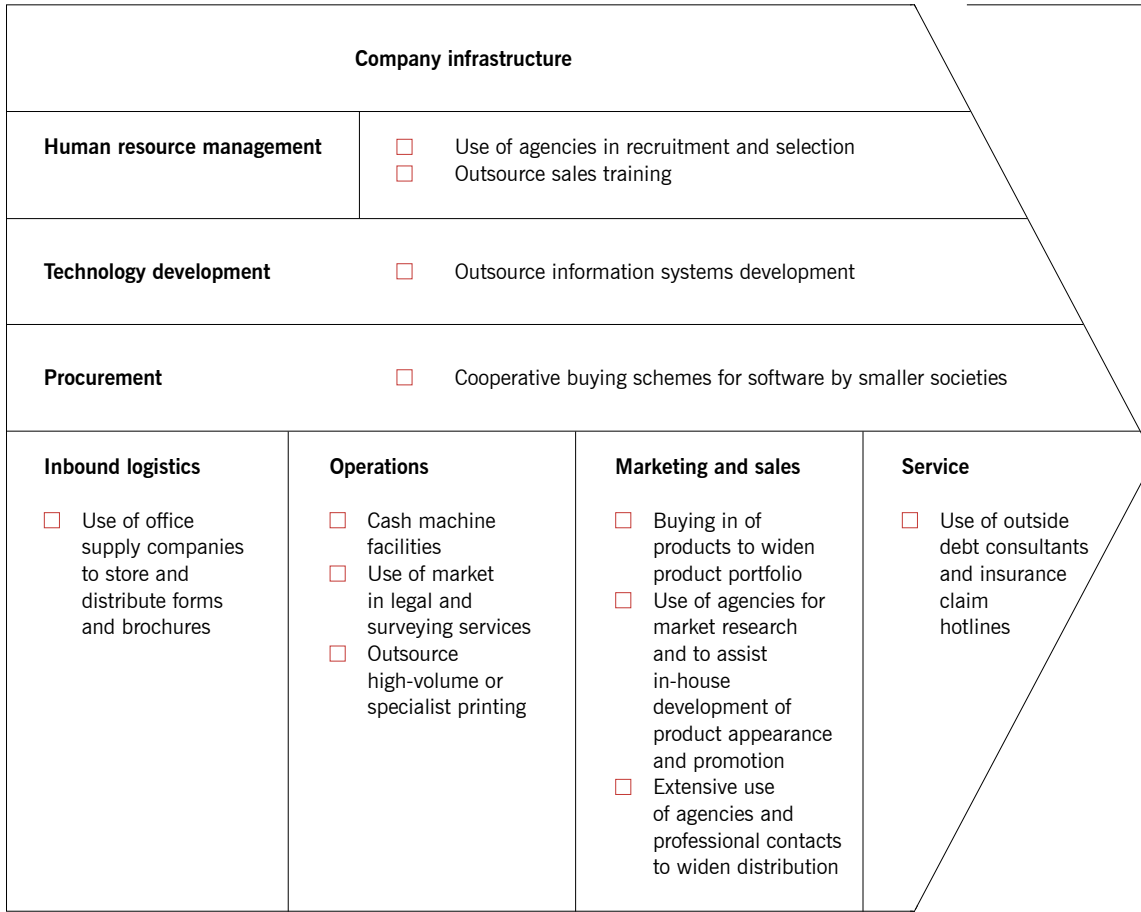 Company infrastructure
Human resource management
Use of agencies in recruitment and selection
Outsource sales training
Technology development
Outsource information systems development
Procurement
Cooperative buying schemes for software by smaller societies
Inbound logistics
Use of office
supply companies
to store and
distribute forms
and brochures
Operations
Cash machine
facilities
Use of market
in legal and
surveying services
Outsource
high-volume or
specialist printing
Marketing and sales
Buying in of
products to widen
product portfolio
Use of agencies for
market research
and to assist
in-house
development of
product appearance
and promotion
Extensive use
of agencies and
professional contacts
to widen distribution
Service
Use of outside
debt consultants
and insurance
claim
hotlines